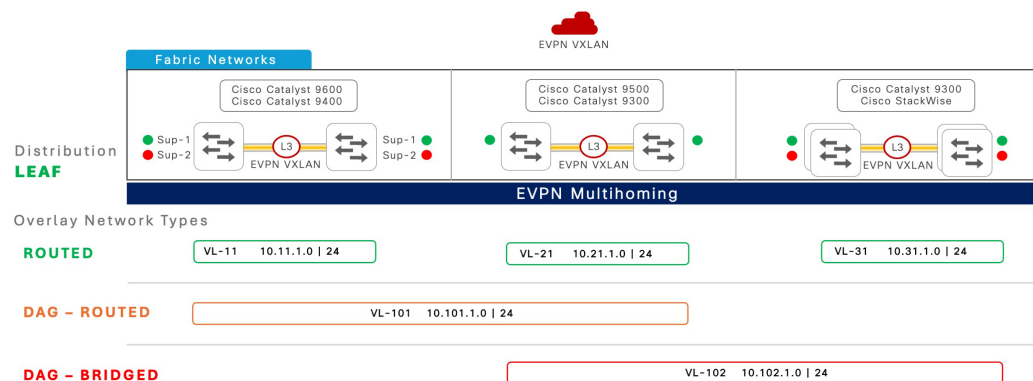 EVPN VXLAN
Fabric Networks
Cisco Catalyst 9600
Cisco Catalyst 9400
Cisco Catalyst 9500
Cisco Catalyst 9300
Cisco Catalyst 9300
Cisco StackWise
Distribution
LEAF
Sup-1
Sup-2
L3
EVPN VXLAN
Sup-1
Sup-2
L3
EVPN VXLAN
L3
EVPN VXLAN
EVPN Multihoming
Overlay Network Types
ROUTED
VL-11 10.11.1.0 | 24
VL-21 10.21.1.0 | 24
VL-31 10.31.1.0 | 24
DAG – ROUTED
VL-101 10.101.1.0 | 24
DAG – BRIDGED
VL-102 10.102.1.0 | 24